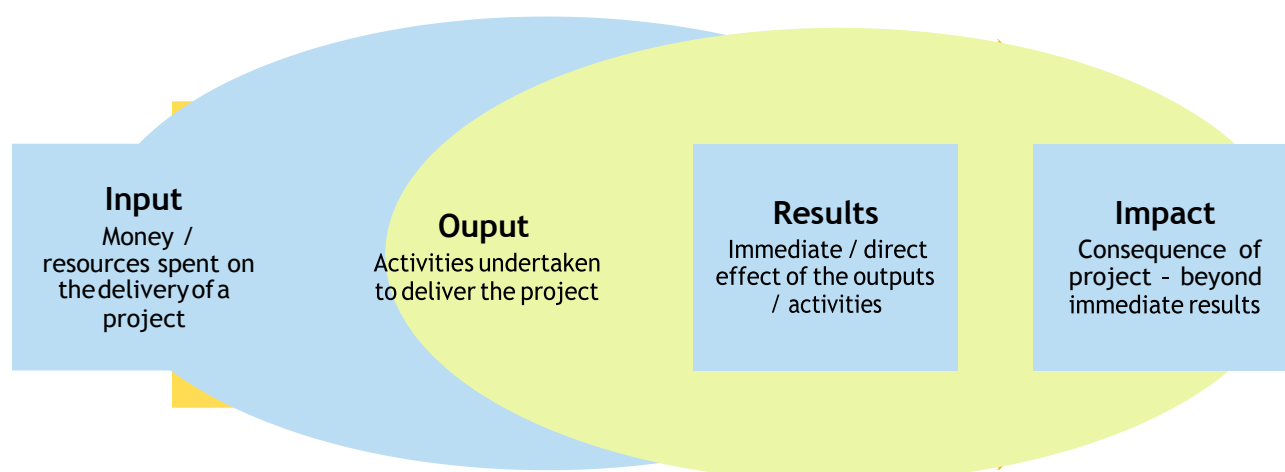 Input
Money /
resources spent on
the delivery of a
project
Ouput
Activities undertaken
to deliver the project
Results
Immediate / direct
effect of the outputs
/ activities
Impact
Consequence of
project – beyond
immediate results